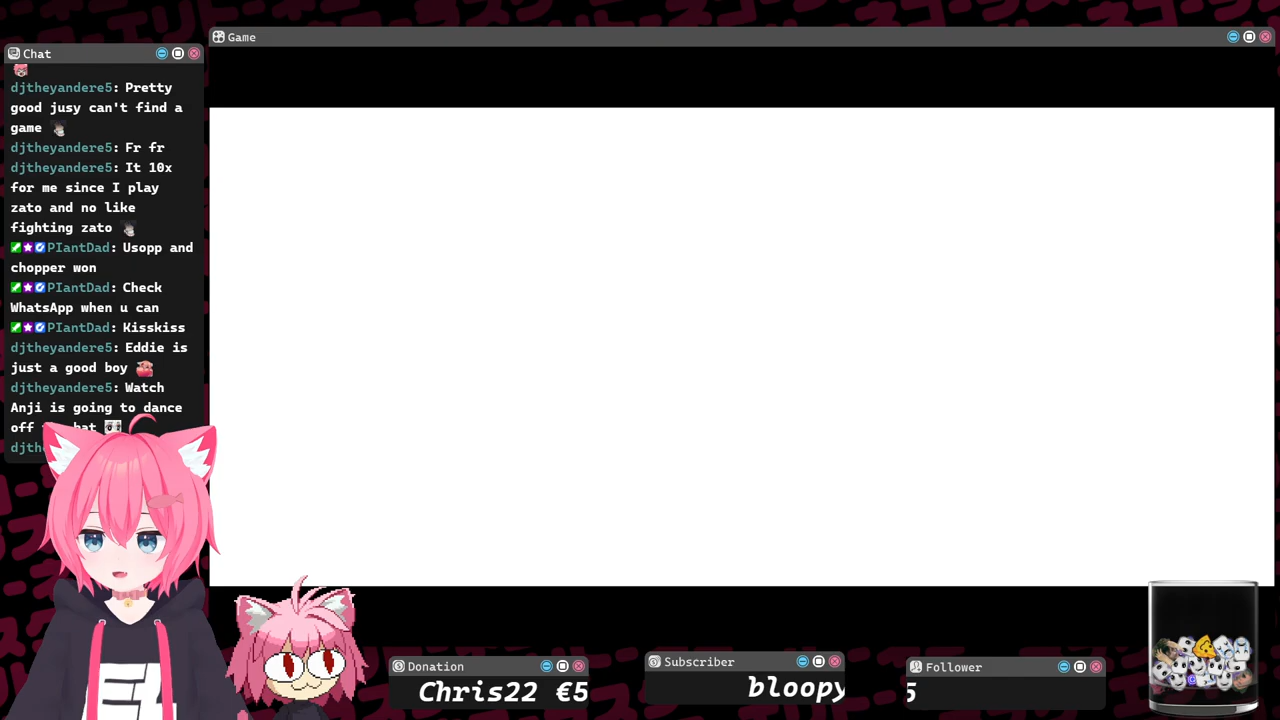 Game
Chat
djtheyandere5: Pretty
good jusy can't find a
game
djtheyandere5: Fr fr
djtheyandere5: It 10x
for me since I play
zato and no like
fighting zato
PIantDad: Usopp and
chopper won
PIantDad: Check
WhatsApp when u can
PIantDad: Kisskiss
djtheyandere5: Eddie is
just a good boy
djtheyandere5: Watch
Anji is going to dance
off
Donation
Chris22 €5
Subscriber
bloopy
Follower
5